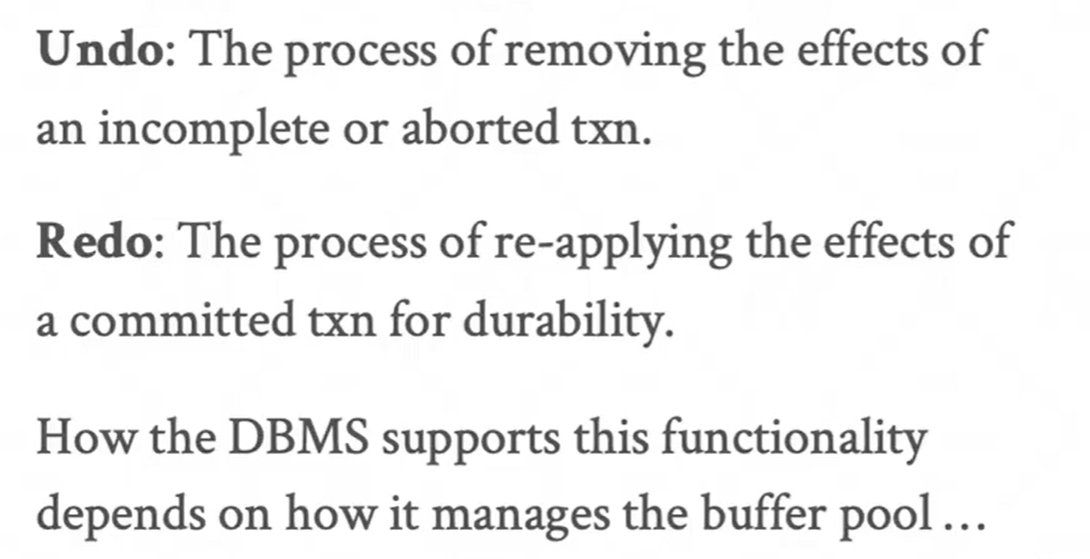 Undo: The process of removing the effects of
an incomplete or aborted txn.
Redo: The process of re-applying the effects of
a committed txn for durability.
How the DBMS supports this functionality
depends on how it manages the buffer pool …